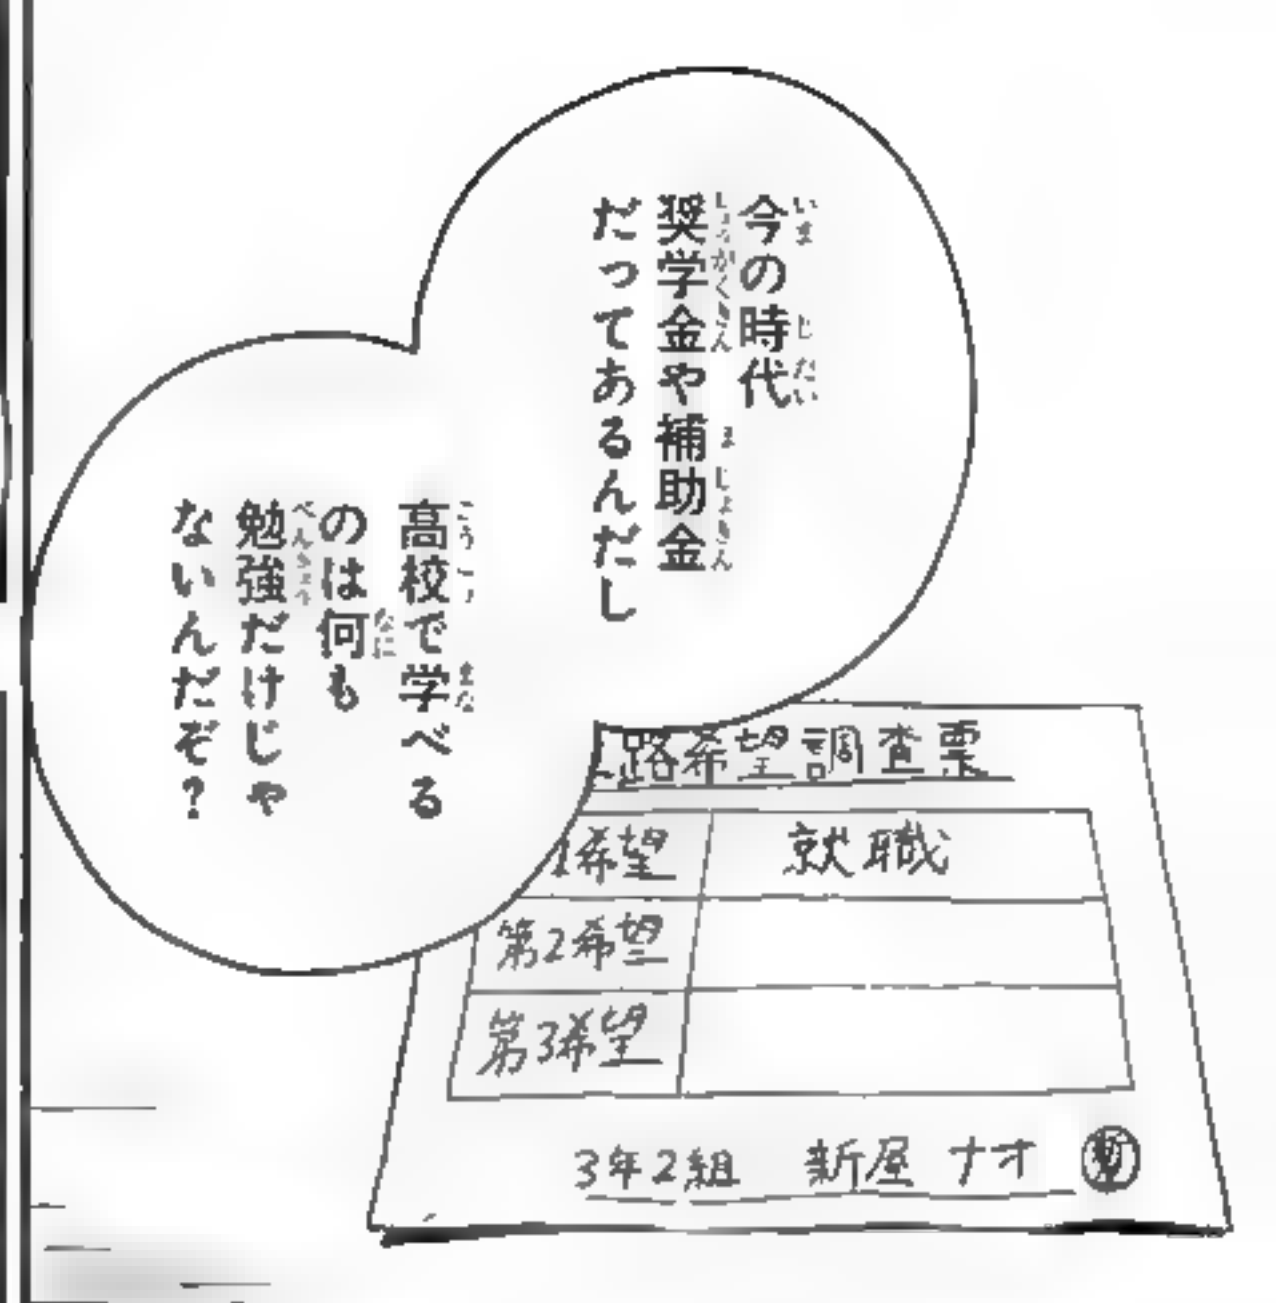 今の時代
奨学金や補助金
だってあるんだし
高校で学べる
のは何も
勉強だけじゃ
ないんだぞ?
路希望調査票
1希望 就職
第2希望
第3希望
3年2組 新屋 ナオ